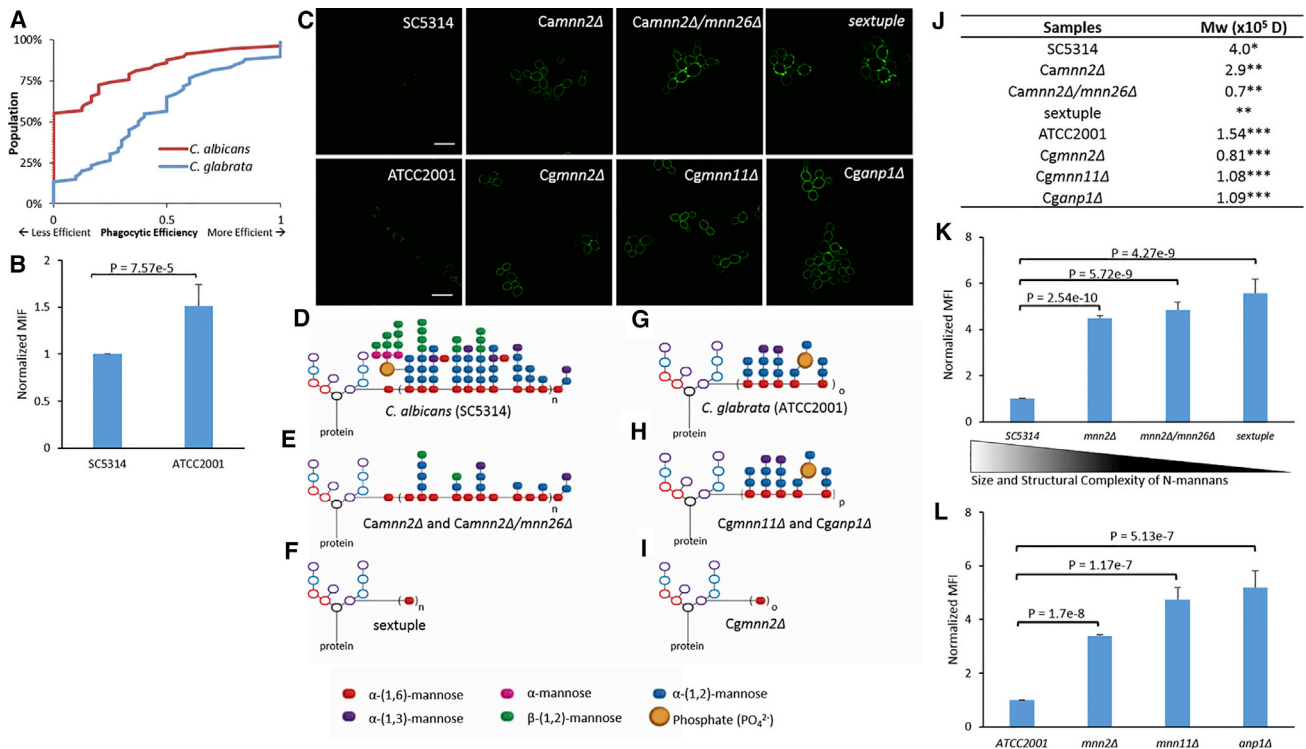 A
Population
100%
75%
50%
25%
0%
C. albicans
C. glabrata
0
0.5
1
← Less Efficient Phagocytic Efficiency More Efficient →
B
Normalized MIF
2
1.5
1
0.5
0
P = 7.57e-5
SC5314
ATCC2001
C
SC5314
Camnn2Δ
Camnn2Δ/mnn26Δ
sextuple
ATCC2001
Cgmnn2Δ
Cgmnn11Δ
Cganp1Δ
D
n
C. albicans (SC5314)
protein
E
n
Camnn2Δ and Camnn2Δ/mnn26Δ
protein
F
( )n
sextuple
protein
G
o
C. glabrata (ATCC2001)
protein
H
p
Cgmnn11Δ and Cganp1Δ
protein
I
( )o
Cgmnn2Δ
protein
α-(1,6)-mannose
α-mannose
α-(1,2)-mannose
α-(1,3)-mannose
β-(1,2)-mannose
Phosphate (PO₄²⁻)
J
Samples Mw (x10⁵ D)
SC5314 4.0*
Camnn2Δ 2.9**
Camnn2Δ/mnn26Δ 0.7**
sextuple **
ATCC2001 1.54***
Cgmnn2Δ 0.81***
Cgmnn11Δ 1.08***
Cganp1Δ 1.09***
K
Normalized MFI
8
6
4
2
0
P = 4.27e-9
P = 5.72e-9
P = 2.54e-10
SC5314
mnn2Δ
mnn2Δ/mnn26Δ
sextuple
Size and Structural Complexity of N-mannans
L
Normalized MFI
8
6
4
2
0
P = 5.13e-7
P = 1.17e-7
P = 1.7e-8
ATCC2001
mnn2Δ
mnn11Δ
anp1Δ